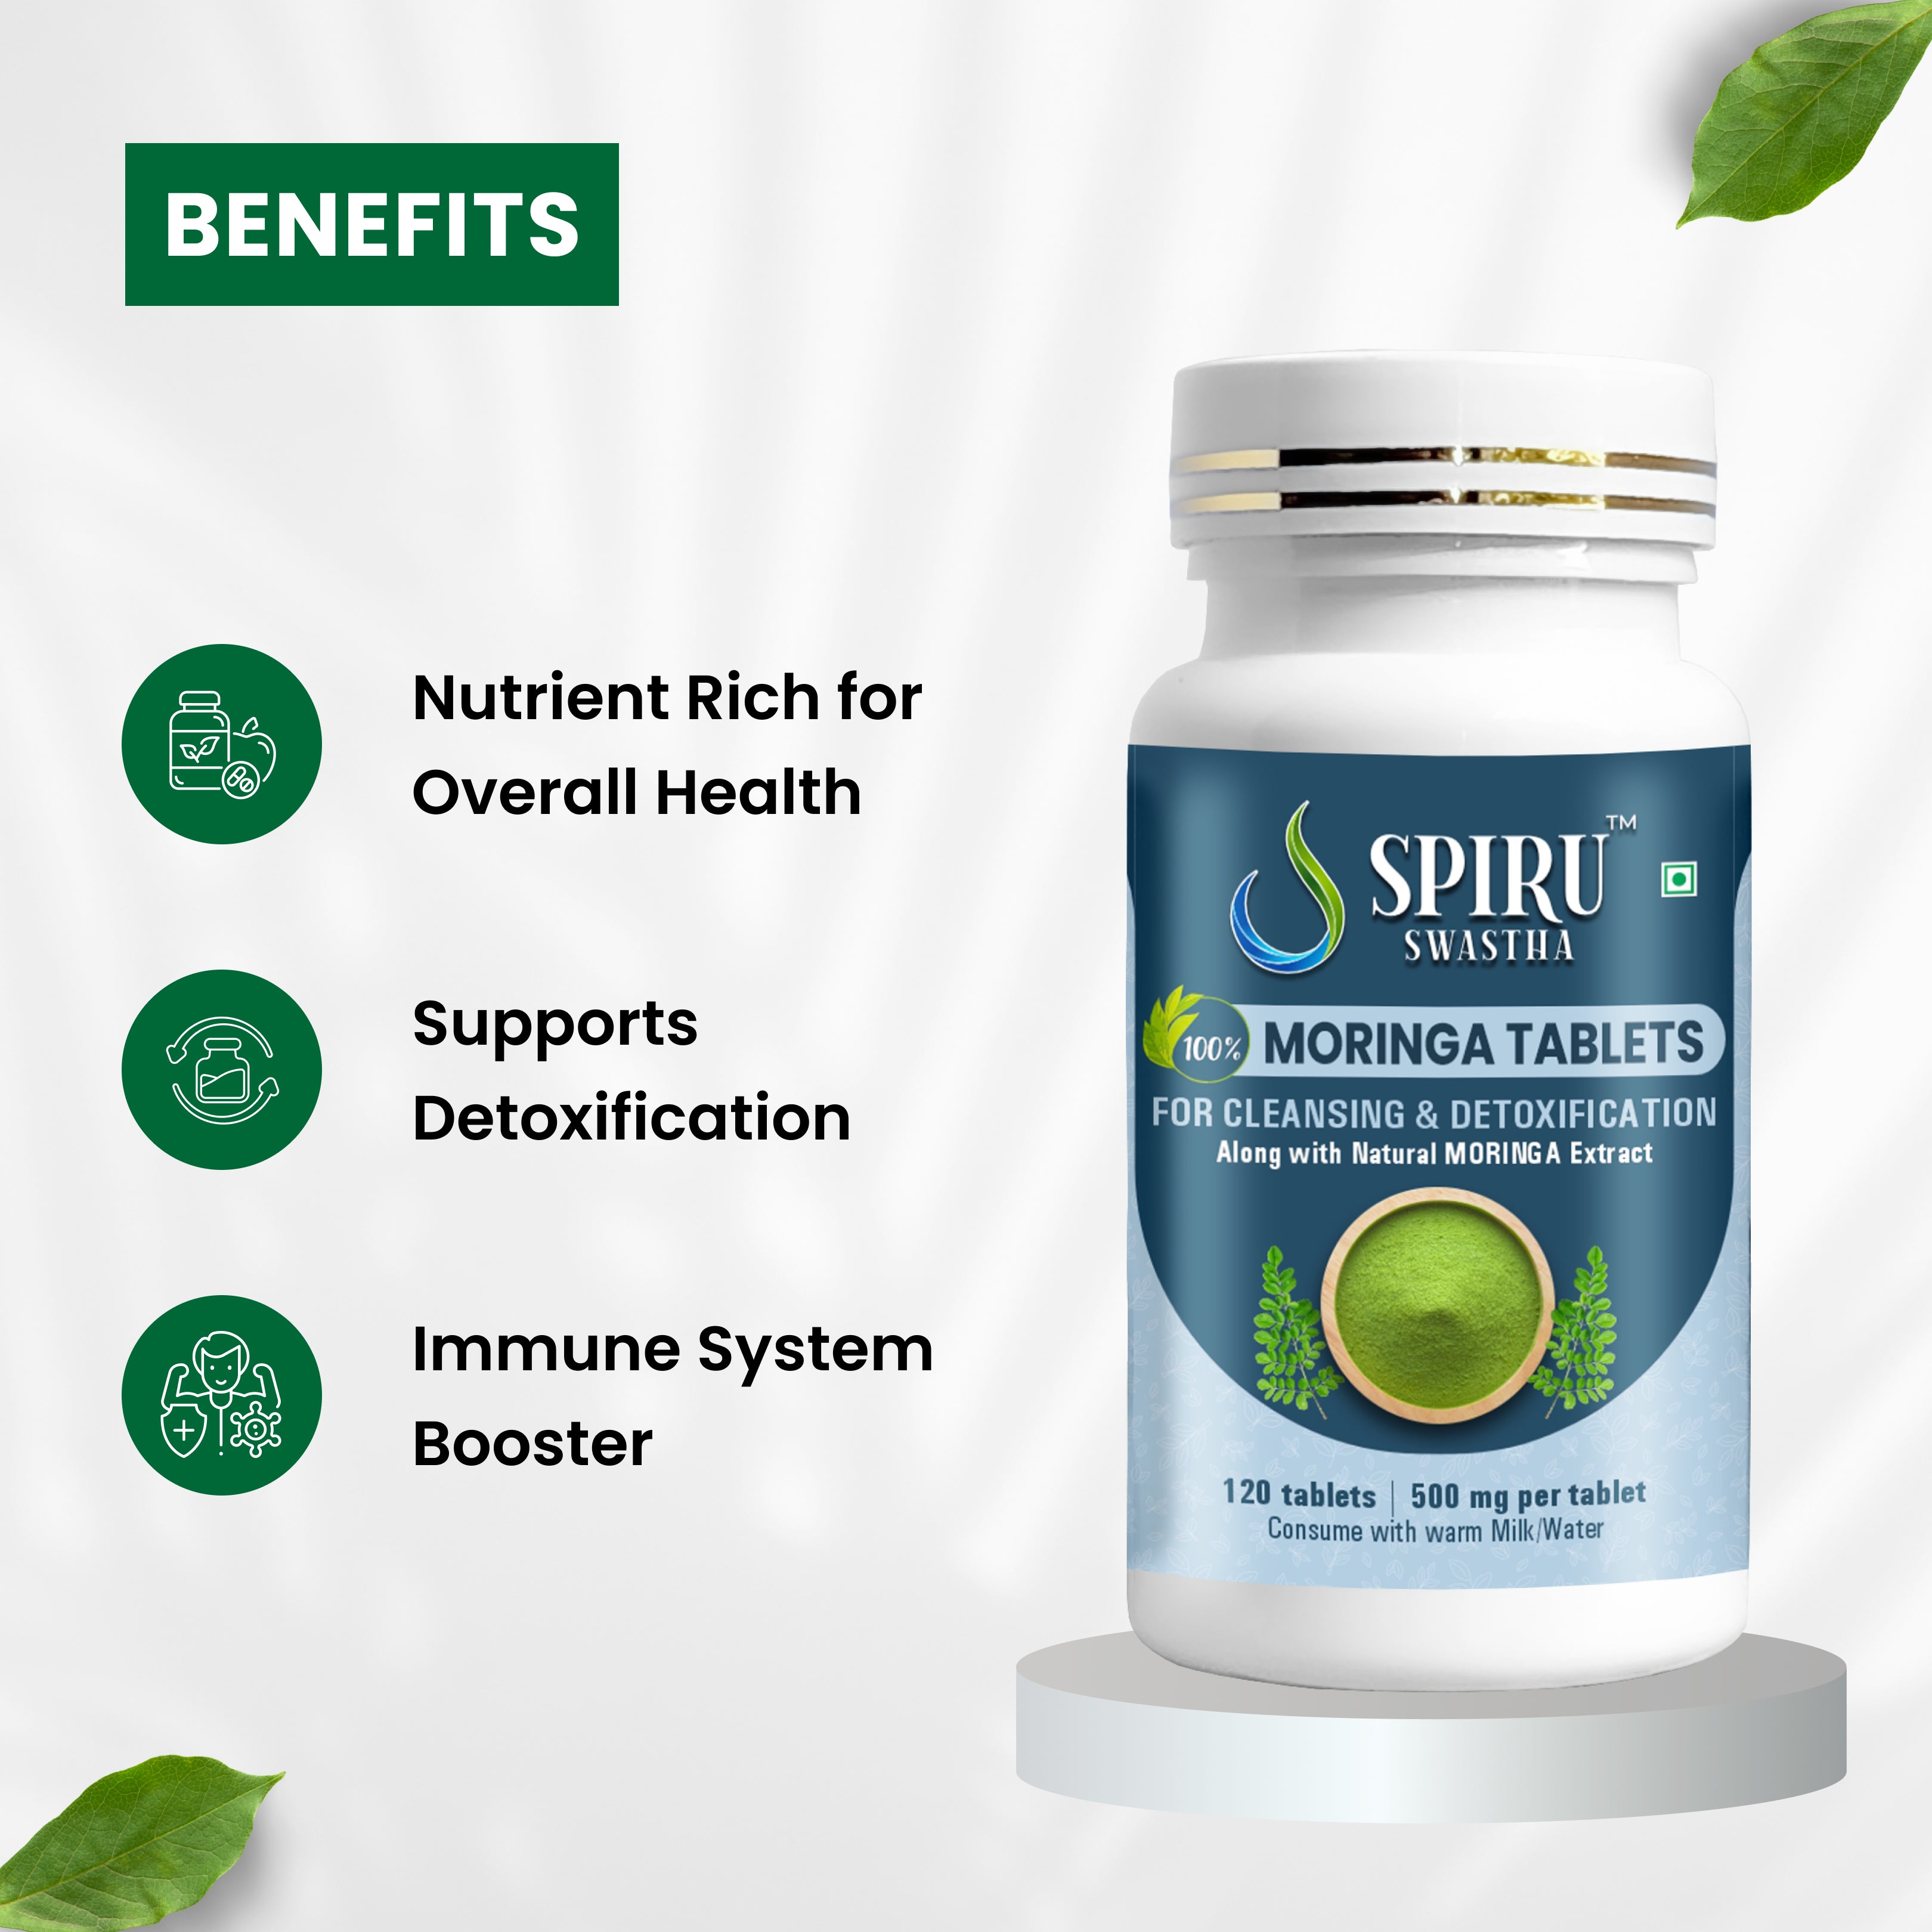 BENEFITS
Nutrient Rich for
Overall Health
Supports
Detoxification
Immune System
Booster
SPIRU™
SWASTHA
100% MORINGA TABLETS
FOR CLEANSING & DETOXIFICATION
Along with Natural MORINGA Extract
120 tablets | 500 mg per tablet
Consume with warm Milk/Water